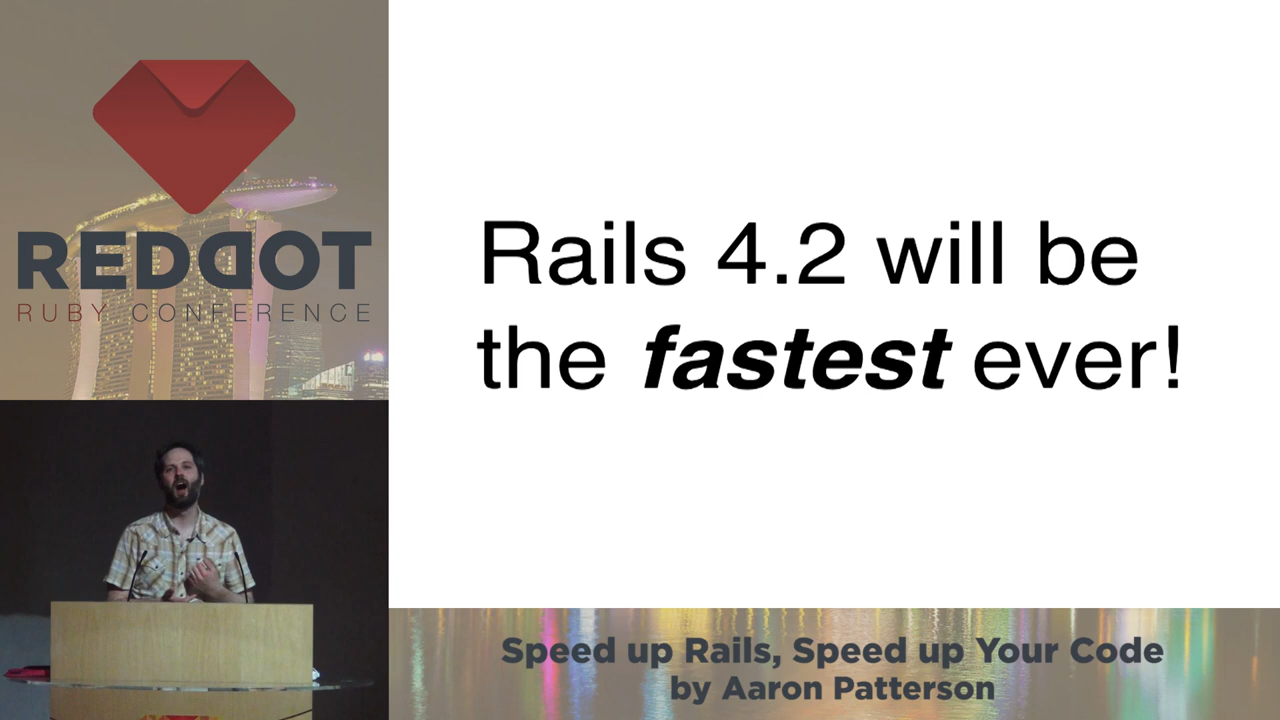 REDDOT
RUBY CONFERENCE
Rails 4.2 will be
the fastest ever!
Speed up Rails, Speed up Your Code
by Aaron Patterson